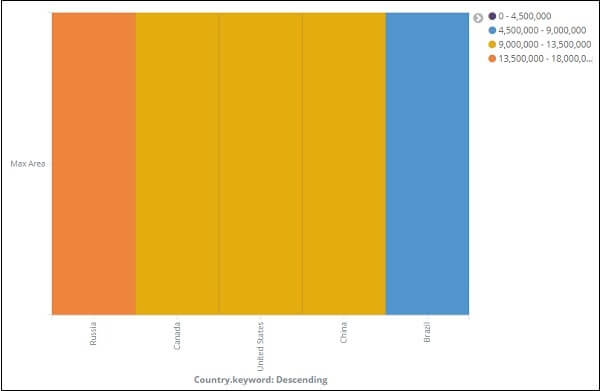 0 - 4,500,000
4,500,000 - 9,000,000
9,000,000 - 13,500,000
13,500,000 - 18,000,0...
Max Area
Russia
Canada
United States
China
Brazil
Country.keyword: Descending